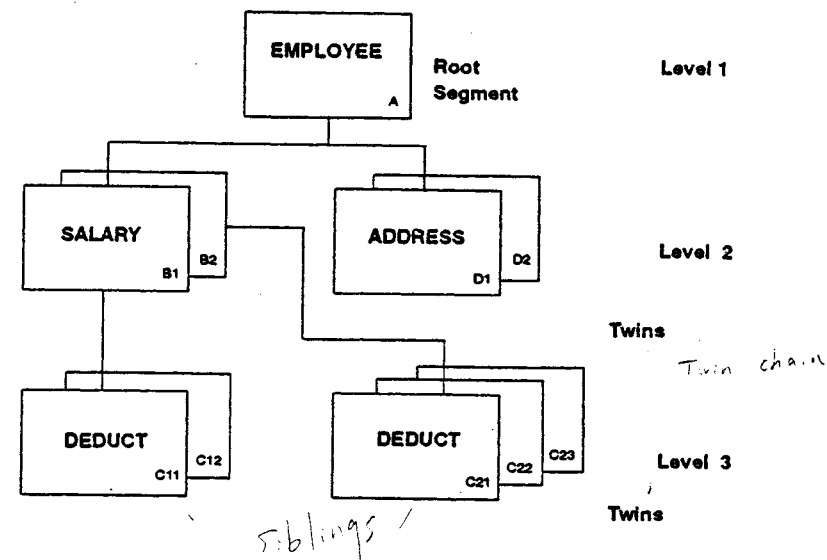 EMPLOYEE
A
Root
Segment
Level 1
SALARY
B1
B2
ADDRESS
D1
D2
Level 2
Twins
Twin chain
DEDUCT
C11
C12
DEDUCT
C21
C22
C23
Level 3
Twins
Siblings